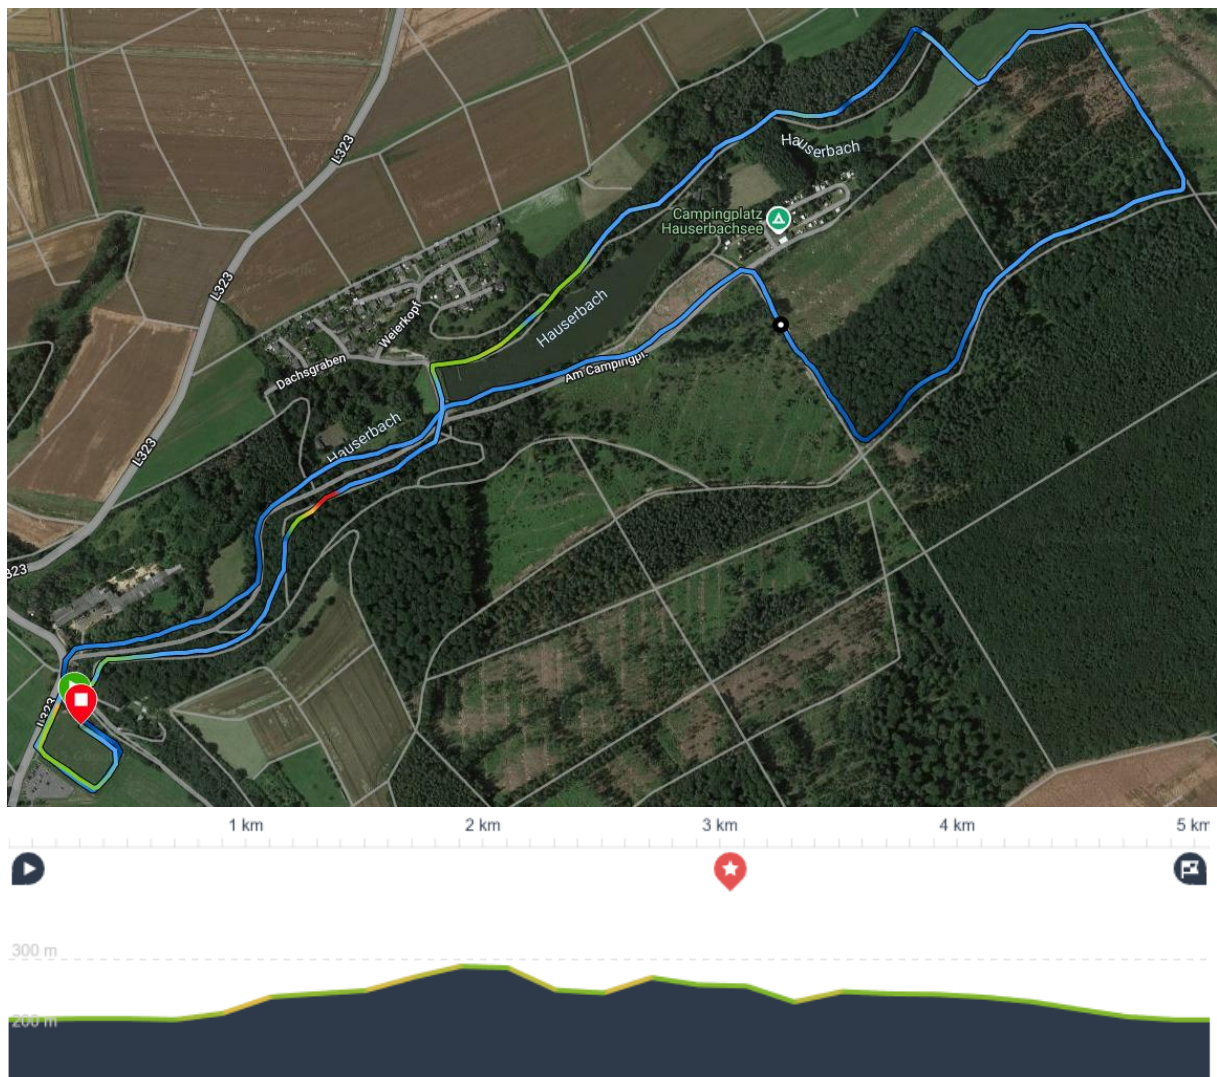 L323
Hauserbach
Campingplatz
Hauserbachsee
L323
Weierkopf
Hauserbach
Dachsgraben
Am Campingpl.
Hauserbach
L323
323
L323
1 km
2 km
3 km
4 km
5 km
300 m
200 m